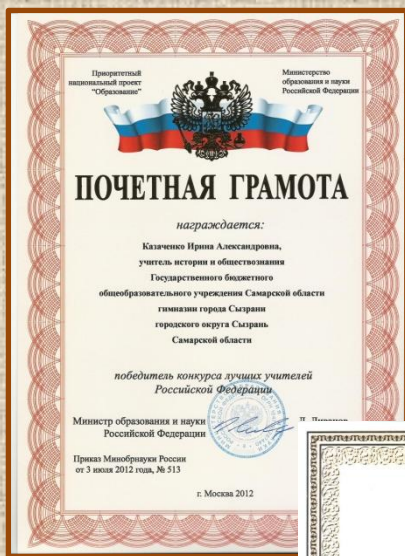 Приоритетный
национальный проект
"Образование"
Министерство
образования и науки
Российской Федерации
ПОЧЕТНАЯ ГРАМОТА
награждается:
Казаченко Ирина Александровна,
учитель истории и обществознания
Государственного бюджетного
общеобразовательного учреждения Самарской области
гимназии города Сызрани
городского округа Сызрань
Самарской области
победитель конкурса лучших учителей
Российской Федерации
Министр образования и науки
Российской Федерации
Приказ Минобрнауки России
от 3 июля 2012 года, № 513
г. Москва 2012